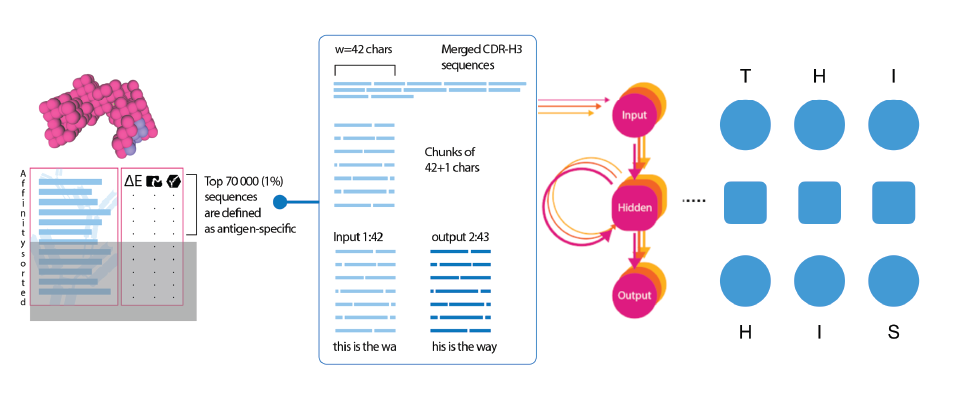 Affinity sorted
ΔE
Top 70 000 (1%)
sequences
are defined
as antigen-specific
w=42 chars
Merged CDR-H3
sequences
Chunks of
42+1 chars
Input 1:42
output 2:43
this is the wa
his is the way
Input
Hidden
Output
.....
T H I
H I S